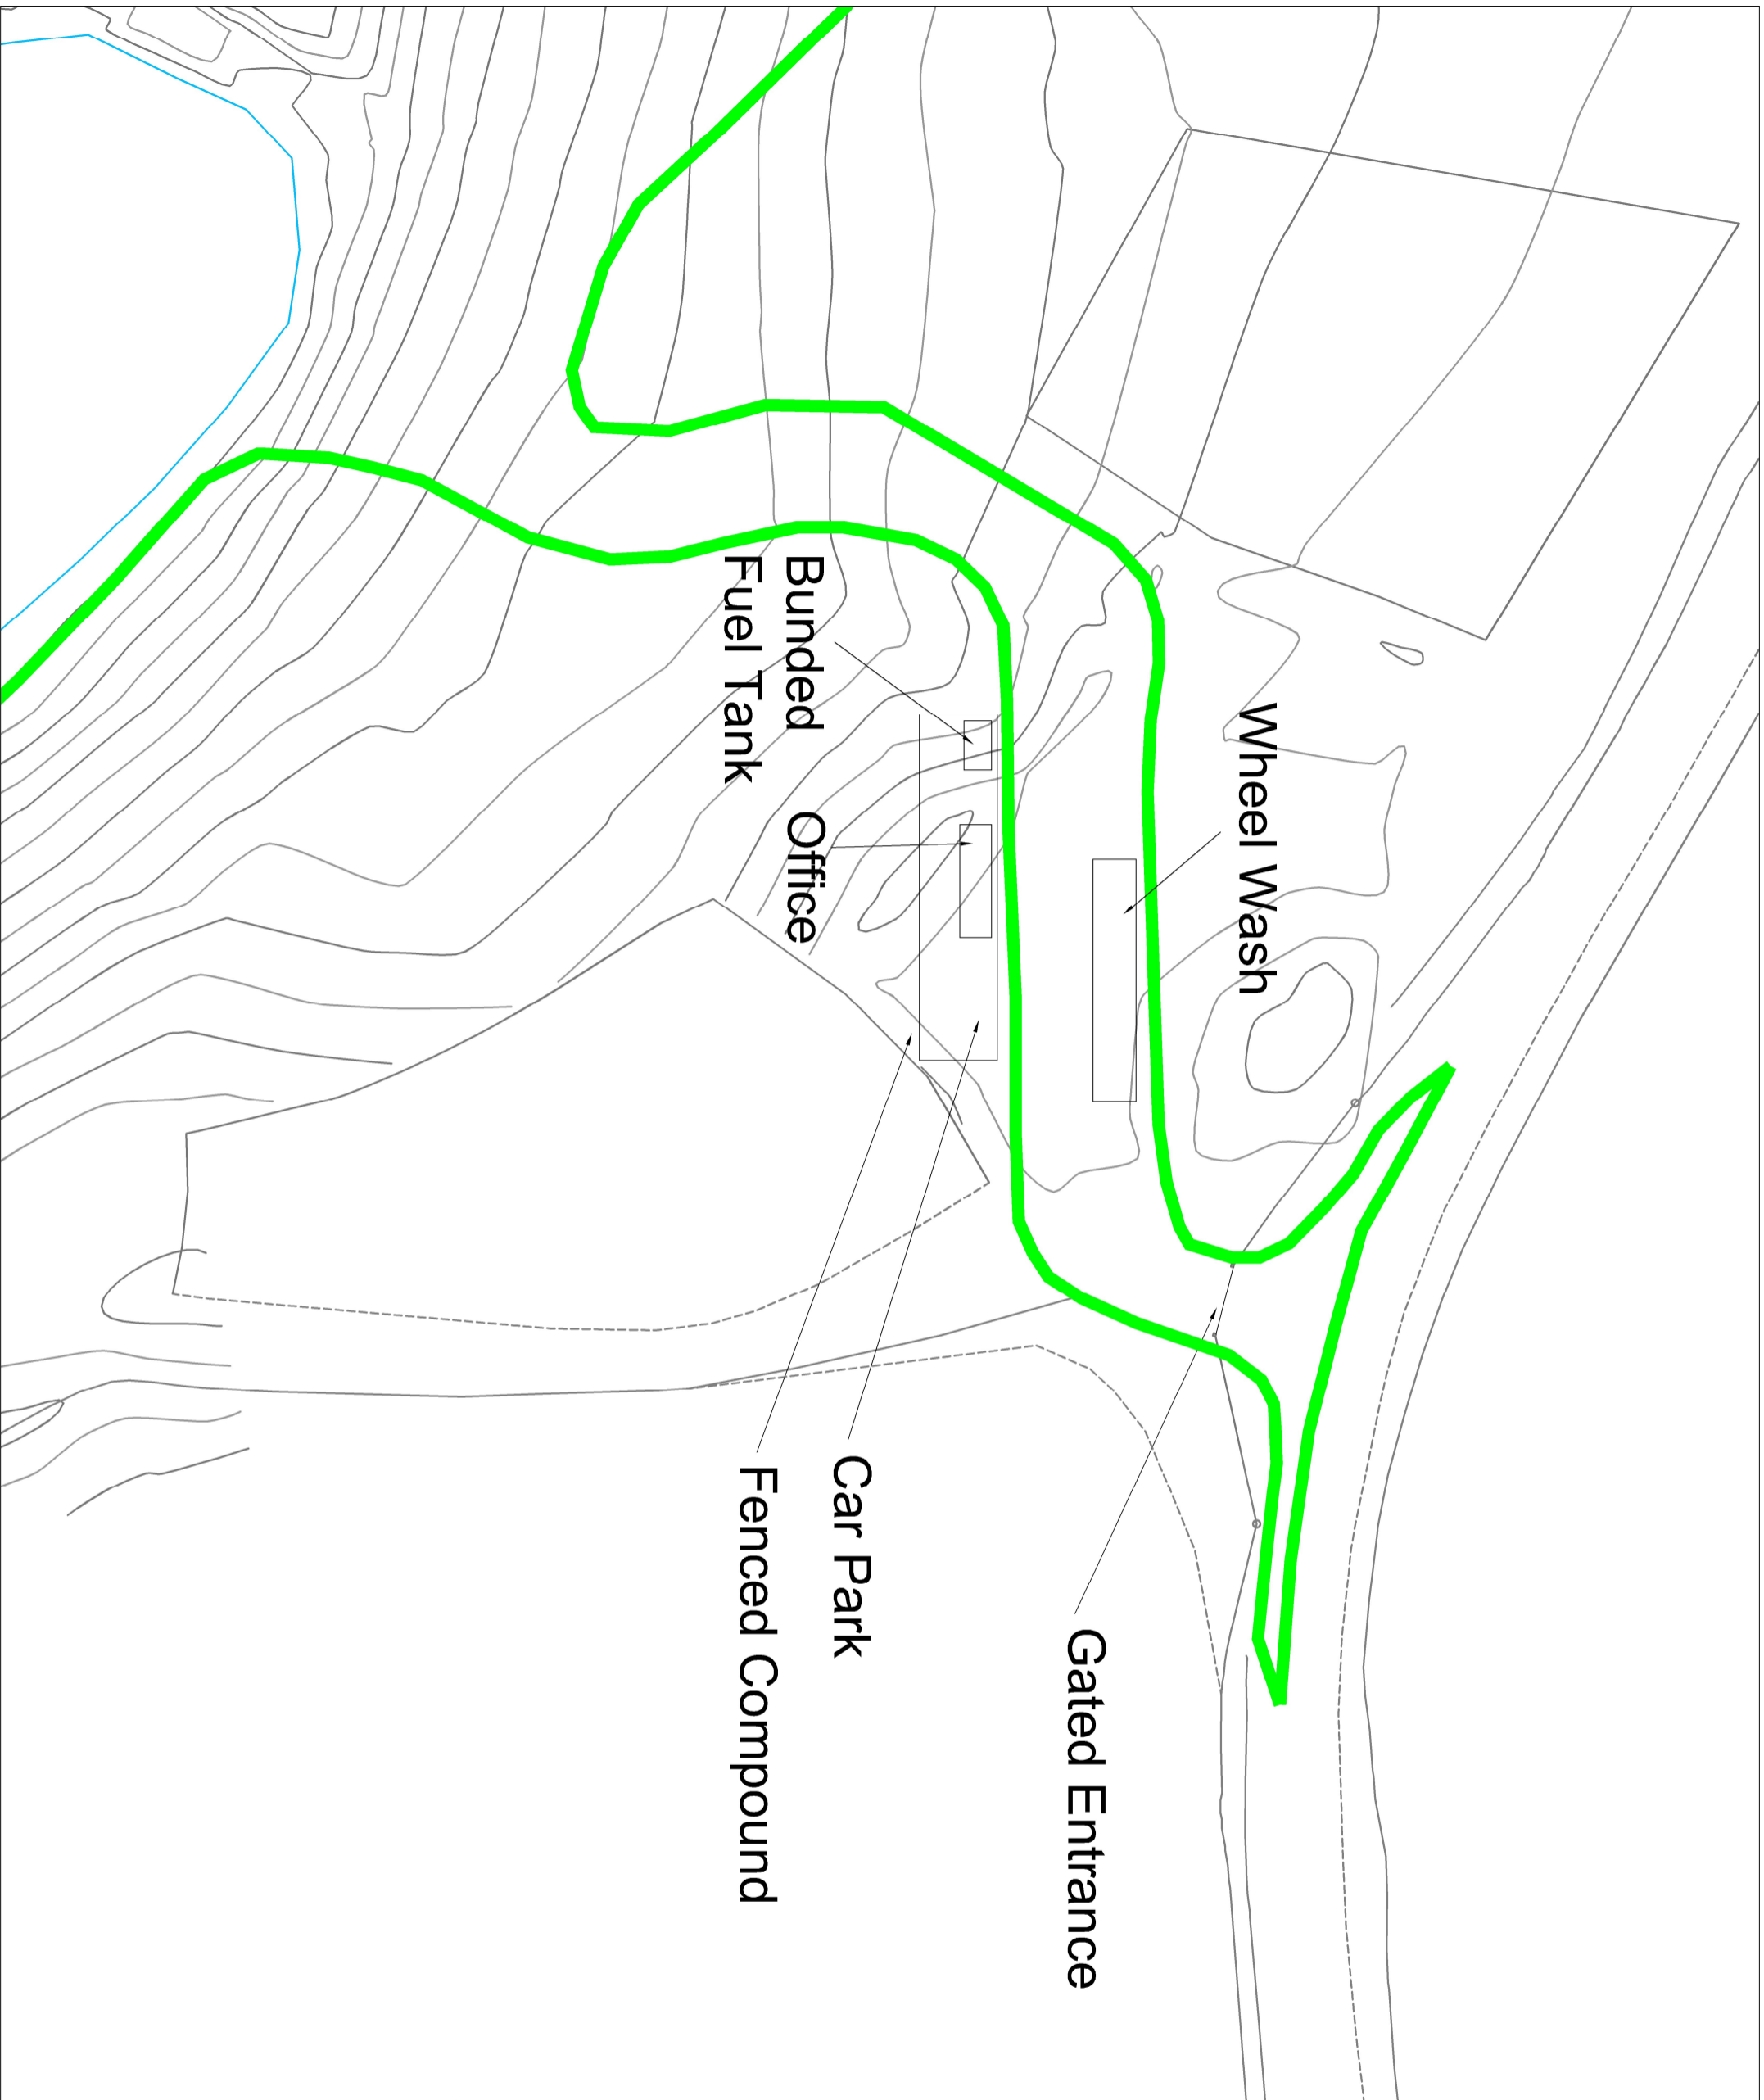 Wheel Wash
Bunded
Fuel Tank
Office
Gated Entrance
Car Park
Fenced Compound